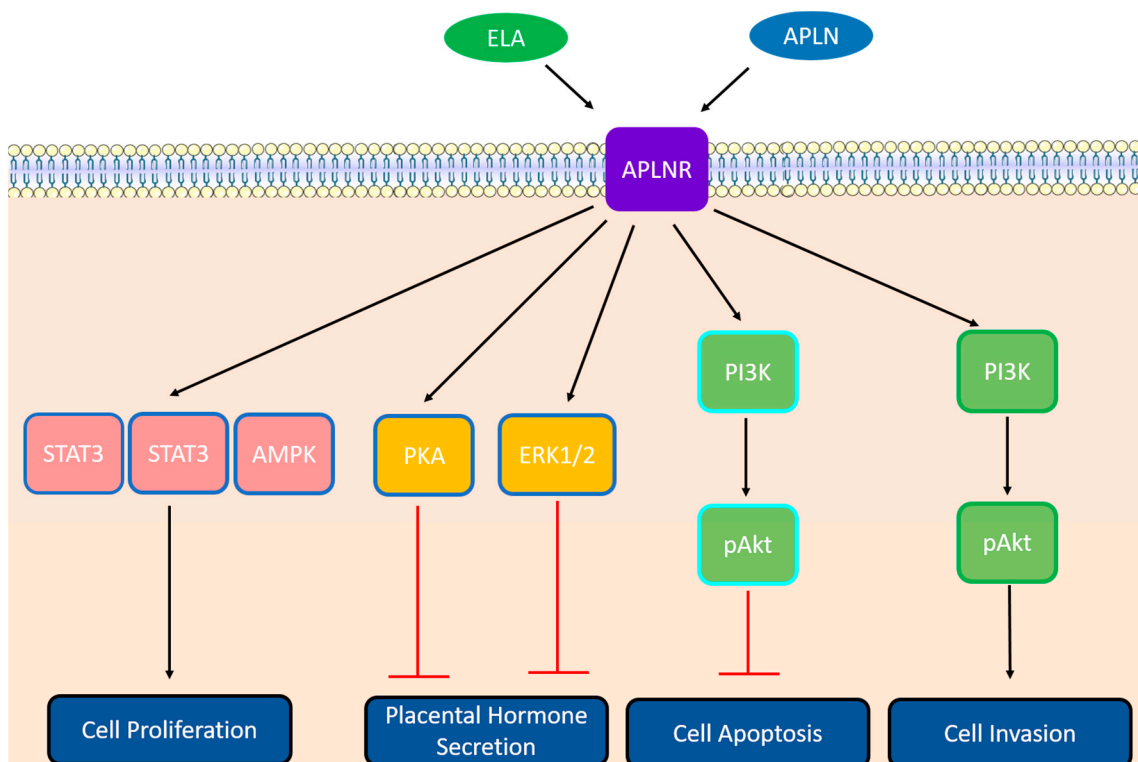 ELA
APLN
APLNR
PI3K
PI3K
STAT3
STAT3
AMPK
PKA
ERK1/2
pAkt
pAkt
Cell Proliferation
Placental Hormone
Secretion
Cell Apoptosis
Cell Invasion